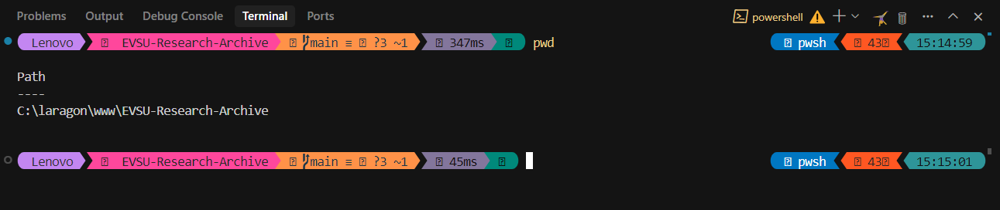 Problems Output Debug Console Terminal Ports powershell
Lenovo EVSU-Research-Archive main ≡ ?3 ~1 347ms pwd pwsh 43 15:14:59
Path
----
C:\laragon\www\EVSU-Research-Archive
Lenovo EVSU-Research-Archive main ≡ ?3 ~1 45ms pwsh 43 15:15:01